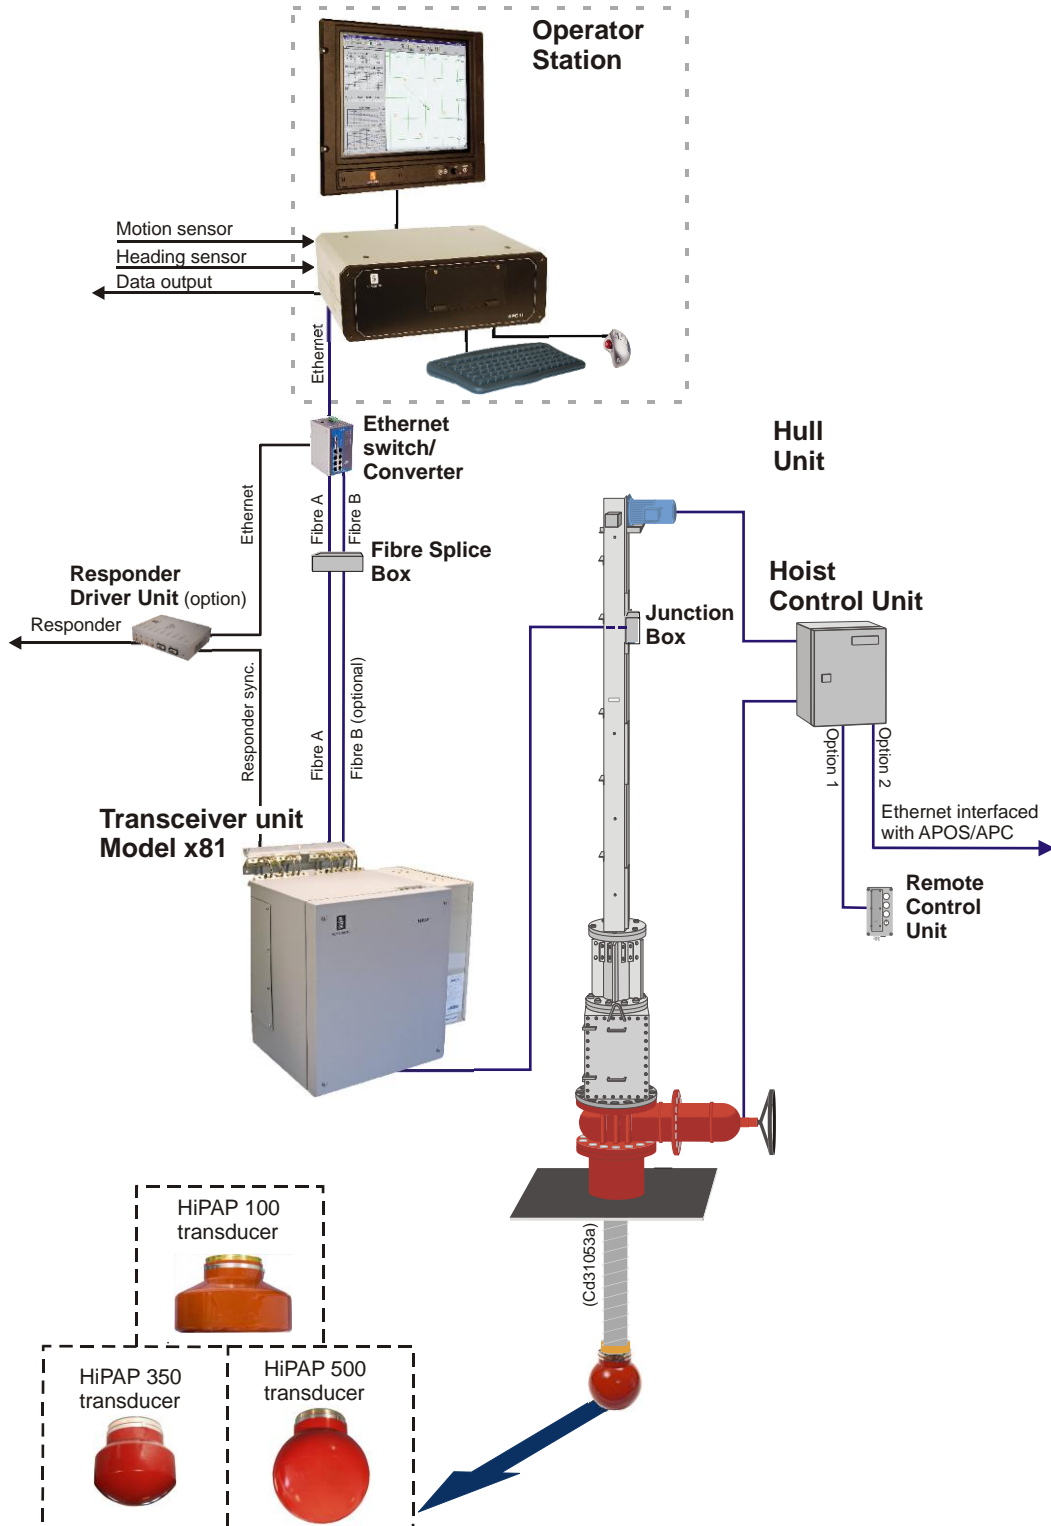 Operator
Station
Motion sensor
Heading sensor
Data output
Ethernet
Ethernet
switch/
Converter
Hull
Unit
Ethernet
Fibre A
Fibre B
Fibre Splice
Box
Responder
Driver Unit (option)
Responder
Hoist
Control Unit
Junction
Box
Responder sync.
Fibre A
Fibre B (optional)
Option 1
Option 2
Transceiver unit
Model x81
Ethernet interfaced
with APOS/APC
Remote
Control
Unit
HiPAP 100
transducer
(Cd31053a)
HiPAP 350
transducer
HiPAP 500
transducer